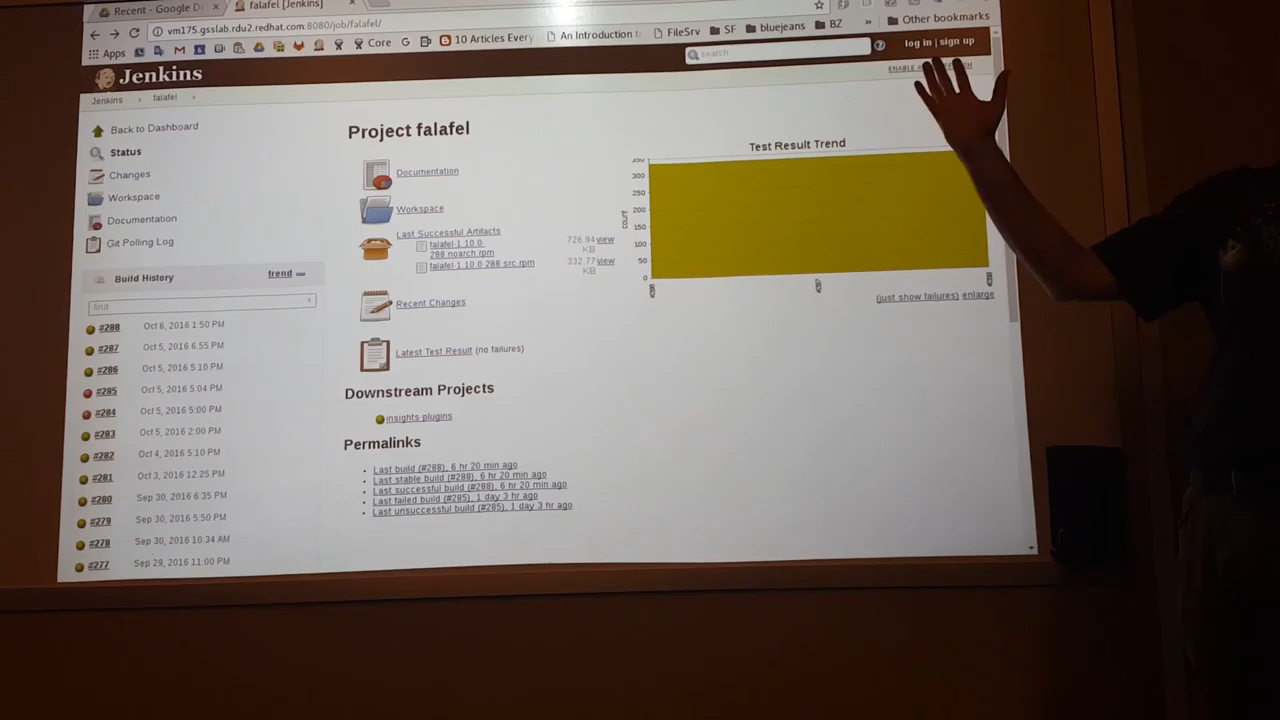 Recent - Google D
falafel [Jenkins]
vm175.gsslab.rdu2.redhat.com:8080/job/falafel/
Apps
Core
10 Articles Every
An Introduction t
FileSrv
SF
bluejeans
BZ
»
Other bookmarks
Jenkins
search
log in | sign up
Jenkins
falafel
ENABLE
Back to Dashboard
Status
Changes
Workspace
Documentation
Git Polling Log
Build History
trend
find
x
#288 Oct 6, 2016 1:50 PM
#287 Oct 5, 2016 6:55 PM
#286 Oct 5, 2016 5:10 PM
#285 Oct 5, 2016 5:04 PM
#284 Oct 5, 2016 5:00 PM
#283 Oct 5, 2016 2:00 PM
#282 Oct 4, 2016 5:10 PM
#281 Oct 3, 2016 12:25 PM
#280 Sep 30, 2016 6:35 PM
#279 Sep 30, 2016 5:50 PM
#278 Sep 30, 2016 10:34 AM
#277 Sep 29, 2016 11:00 PM
Project falafel
Documentation
Workspace
Last Successful Artifacts
falafel-1.10.0-
288.noarch.rpm
726.94 KB view
falafel-1.10.0-288.src.rpm
332.77 KB view
Recent Changes
Latest Test Result (no failures)
Downstream Projects
insights-plugins
Permalinks
Last build (#288), 6 hr 20 min ago
Last stable build (#288), 6 hr 20 min ago
Last successful build (#288), 6 hr 20 min ago
Last failed build (#285), 1 day 3 hr ago
Last unsuccessful build (#285), 1 day 3 hr ago
Test Result Trend
count
350
300
250
200
150
100
50
0
#286
#287
#288
(just show failures) enlarge